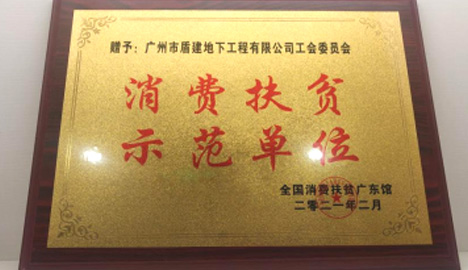 赠予：广州市盾建地下工程有限公司工会委员会
消费扶贫
示范单位
全国消费扶贫广东馆
二零二一年二月